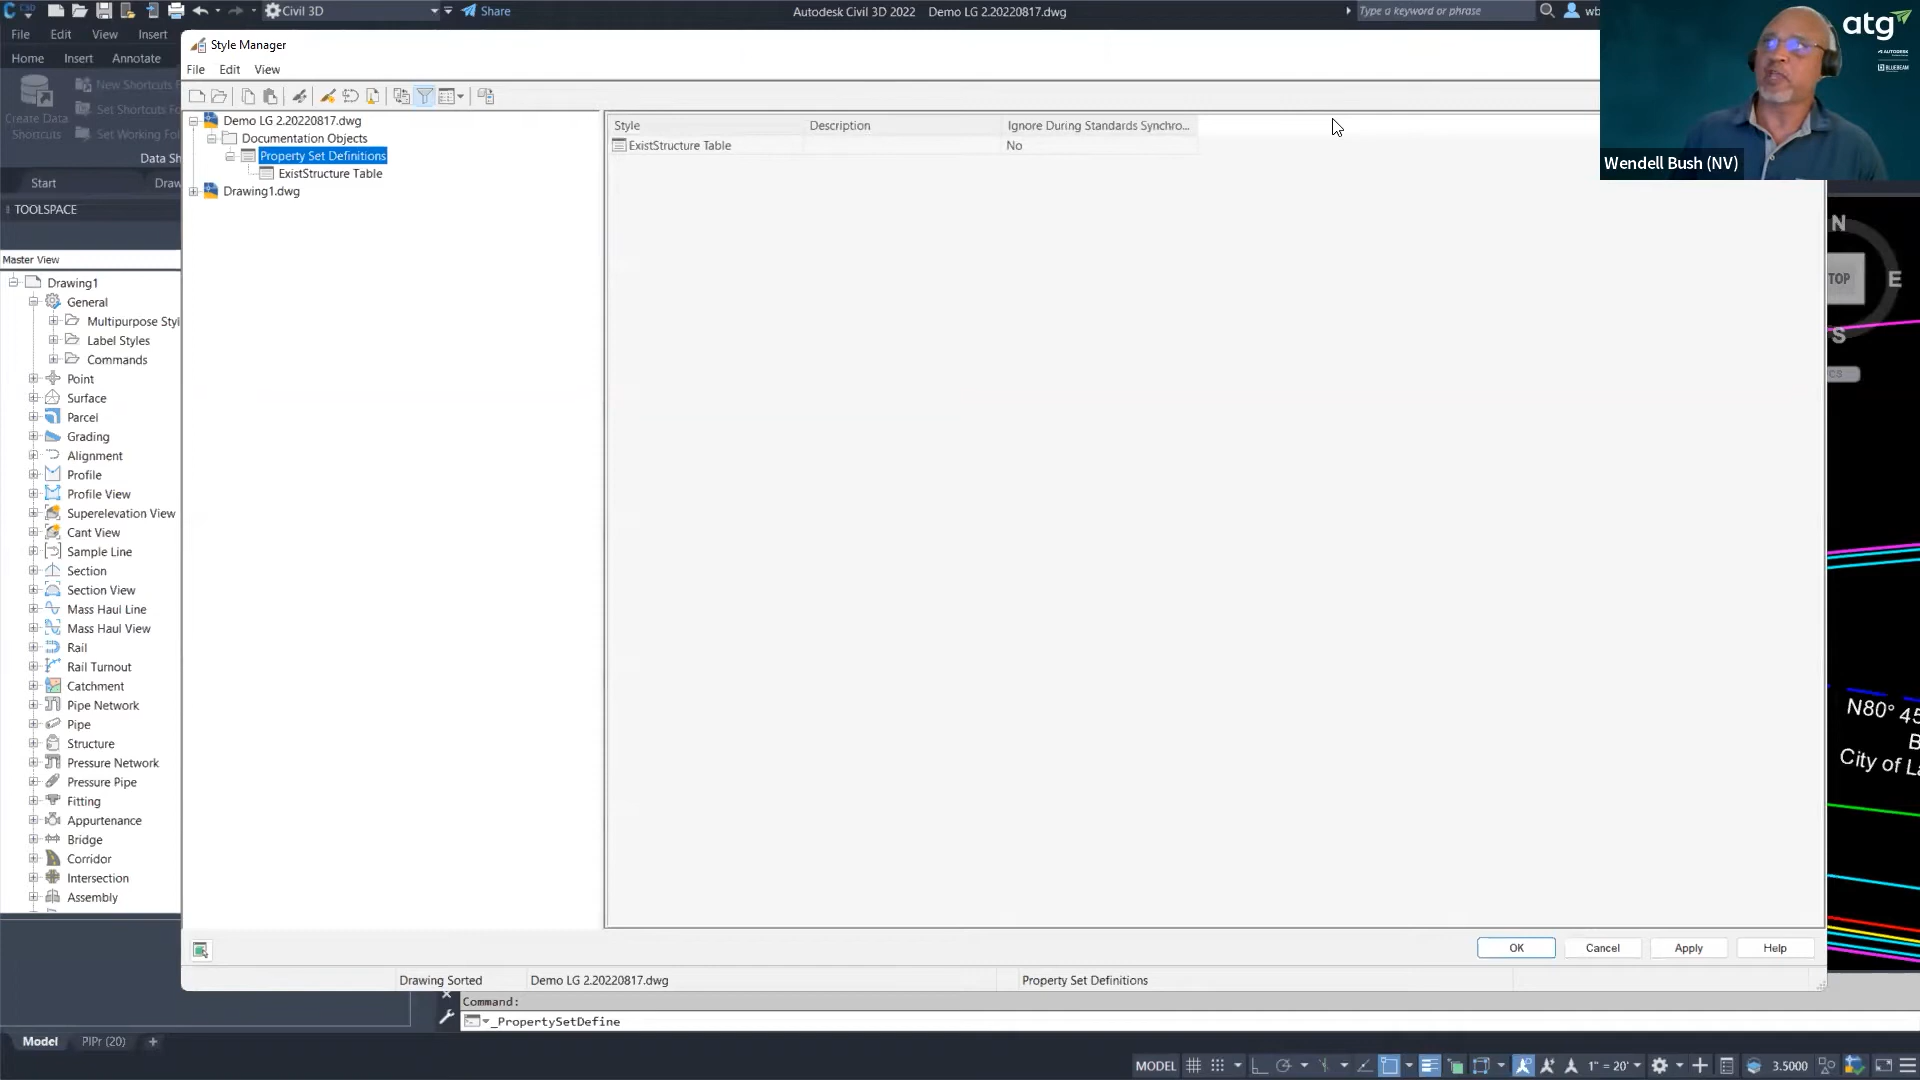 Civil 3D
Share
Autodesk Civil 3D 2022 Demo LG 2.20220817.dwg
Type a keyword or phrase
File Edit View Insert
Home Insert Annotate
Create Data
Shortcuts
New Shortcuts
Set Shortcuts Fo
Set Working Fol
Data Sh
Start Draw
TOOLSPACE
Master View
Drawing1
General
Multipurpose Styl
Label Styles
Commands
Point
Surface
Parcel
Grading
Alignment
Profile
Profile View
Superelevation View
Cant View
Sample Line
Section
Section View
Mass Haul Line
Mass Haul View
Rail
Rail Turnout
Catchment
Pipe Network
Pipe
Structure
Pressure Network
Pressure Pipe
Fitting
Appurtenance
Bridge
Corridor
Intersection
Assembly
Style Manager
File Edit View
Demo LG 2.20220817.dwg
Documentation Objects
Property Set Definitions
ExistStructure Table
Drawing1.dwg
Style Description Ignore During Standards Synchro...
ExistStructure Table No
OK Cancel Apply Help
Drawing Sorted Demo LG 2.20220817.dwg Property Set Definitions
Command:
_PropertySetDefine
Model PIPr (20) +
MODEL 1" = 20' 3.5000
atg
AUTODESK
BLUEBEAM
Wendell Bush (NV)
N
TOP
E
S
N80° 45
B
City of La